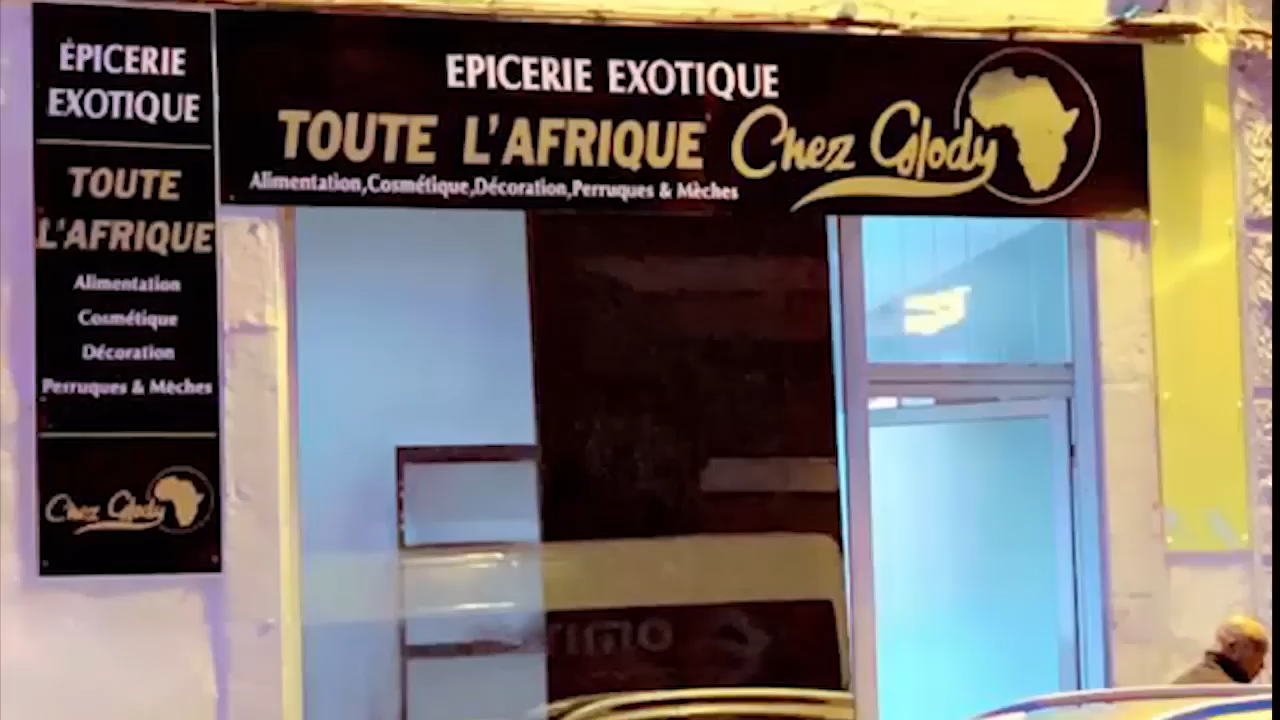 ÉPICERIE
EXOTIQUE
TOUTE
L'AFRIQUE
Alimentation
Cosmétique
Décoration
Perruques & Mèches
Chez Glody
EPICERIE EXOTIQUE
TOUTE L'AFRIQUE Chez Glody
Alimentation,Cosmétique,Décoration,Perruques & Mèches